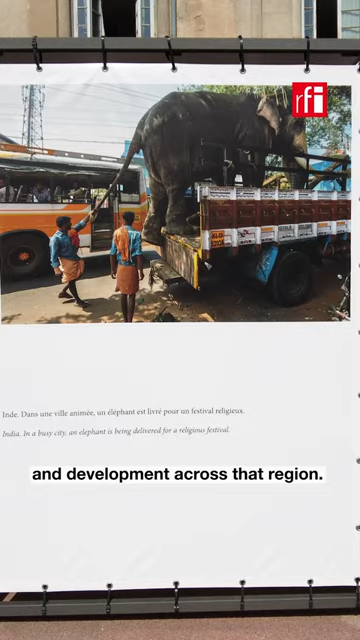 rfi
Inde. Dans une ville animée, un éléphant est livré pour un festival religieux.
India. In a busy city, an elephant is being delivered for a religious festival.
and development across that region.